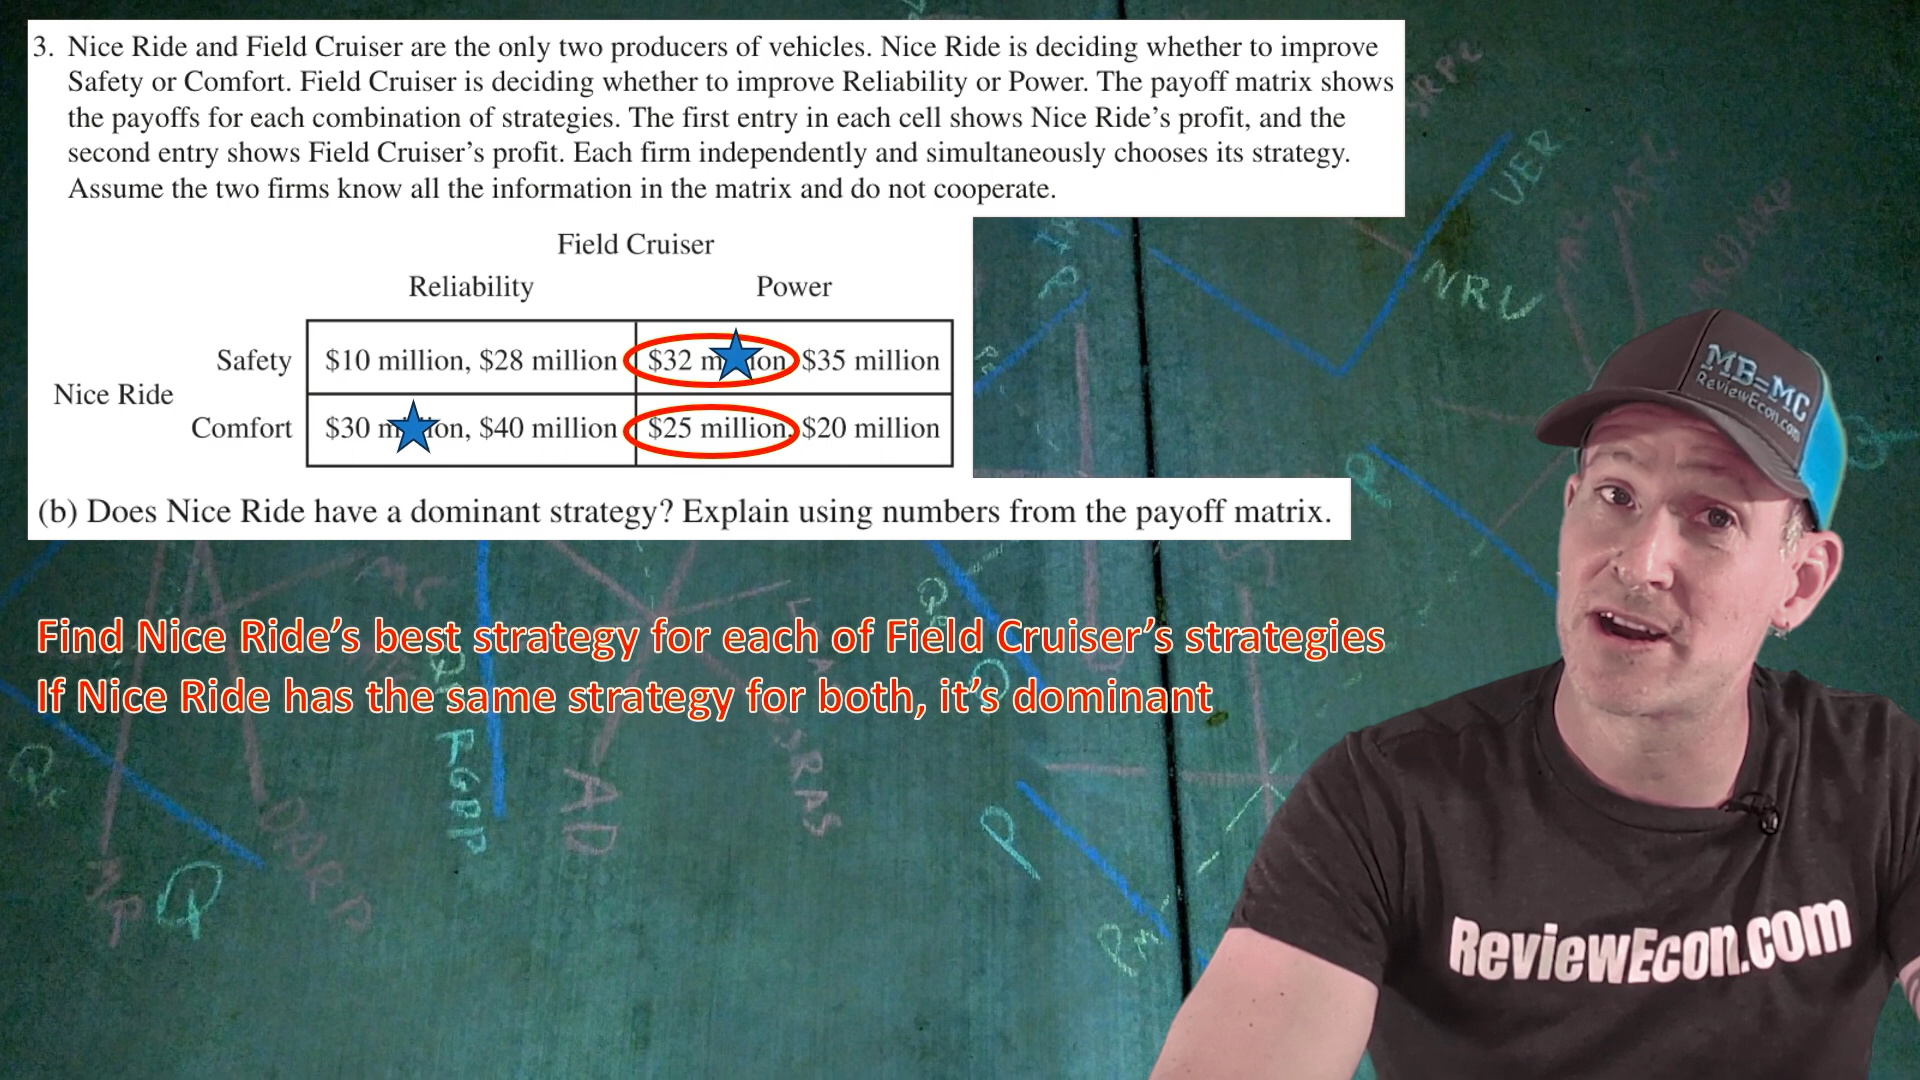 3. Nice Ride and Field Cruiser are the only two producers of vehicles. Nice Ride is deciding whether to improve
Safety or Comfort. Field Cruiser is deciding whether to improve Reliability or Power. The payoff matrix shows
the payoffs for each combination of strategies. The first entry in each cell shows Nice Ride's profit, and the
second entry shows Field Cruiser's profit. Each firm independently and simultaneously chooses its strategy.
Assume the two firms know all the information in the matrix and do not cooperate.
Field Cruiser
Reliability Power
Safety $10 million, $28 million $32 $35 million
Nice Ride
Comfort $30 $40 million $25 million, $20 million
(b) Does Nice Ride have a dominant strategy? Explain using numbers from the payoff matrix.
Find Nice Ride's best strategy for each of Field Cruiser's strategies
If Nice Ride has the same strategy for both, it's dominant
MB=MC
ReviewEcon.com
ReviewEcon.com
UER
NRU
P
Q
AD
SRAS
P